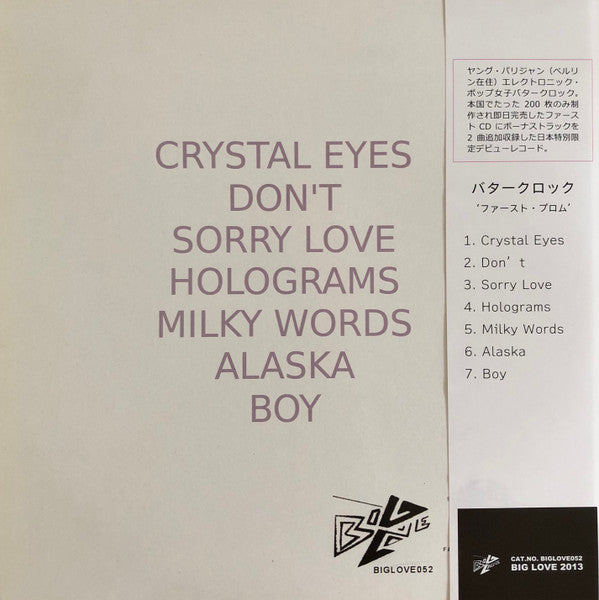 CRYSTAL EYES
DON'T
SORRY LOVE
HOLOGRAMS
MILKY WORDS
ALASKA
BOY
BIG LOVE
BIGLOVE052
ヤング・パリジャン（ベルリ
ン在住）エレクトロニック・
ポップ女子バタークロック。
本国でたった 200 枚のみ制
作され即日完売したファース
ト CD にボーナストラックを
2 曲追加収録した日本特別限
定デビューレコード。
バタークロック
‘ファースト・プロム’
1. Crystal Eyes
2. Don’t
3. Sorry Love
4. Holograms
5. Milky Words
6. Alaska
7. Boy
CAT.NO. BIGLOVE052
BIG LOVE 2013